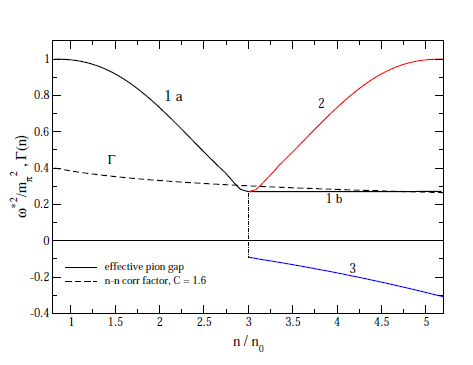 1
0.8
0.6
0.4
0.2
0
-0.2
-0.4
ω*2/mπ2 , Γ(n)
1 a
2
Γ
1 b
3
effective pion gap
n-n corr factor, C = 1.6
1 1.5 2 2.5 3 3.5 4 4.5 5
n / n0